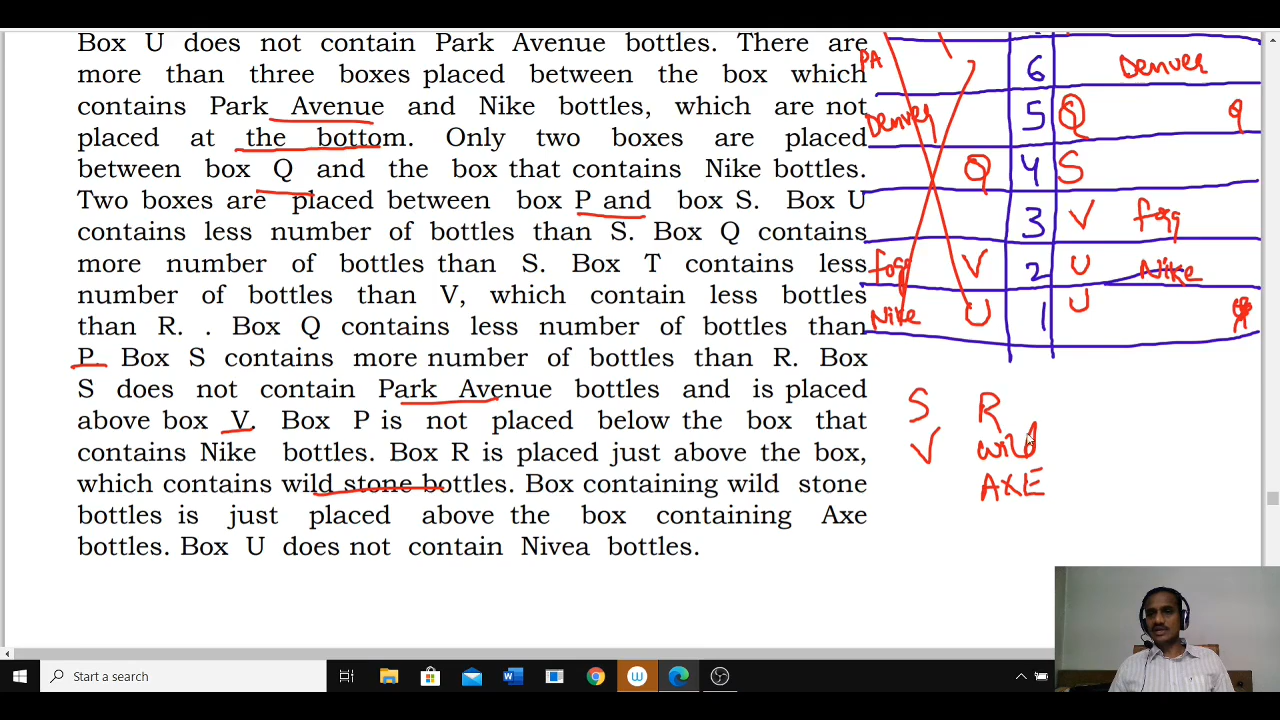 Box U does not contain Park Avenue bottles. There are
more than three boxes placed between the box which
contains Park Avenue and Nike bottles, which are not
placed at the bottom. Only two boxes are placed
between box Q and the box that contains Nike bottles.
Two boxes are placed between box P and box S. Box U
contains less number of bottles than S. Box Q contains
more number of bottles than S. Box T contains less
number of bottles than V, which contain less bottles
than R. . Box Q contains less number of bottles than
P. Box S contains more number of bottles than R. Box
S does not contain Park Avenue bottles and is placed
above box V. Box P is not placed below the box that
contains Nike bottles. Box R is placed just above the box,
which contains wild stone bottles. Box containing wild stone
bottles is just placed above the box containing Axe
bottles. Box U does not contain Nivea bottles.
PA 6 Denver
Denver 5 Q Q
Q 4 S
3 V fogg
fogg V 2 U Nike
Nike U 1 U
S R
V wild
AXE
Type here to search